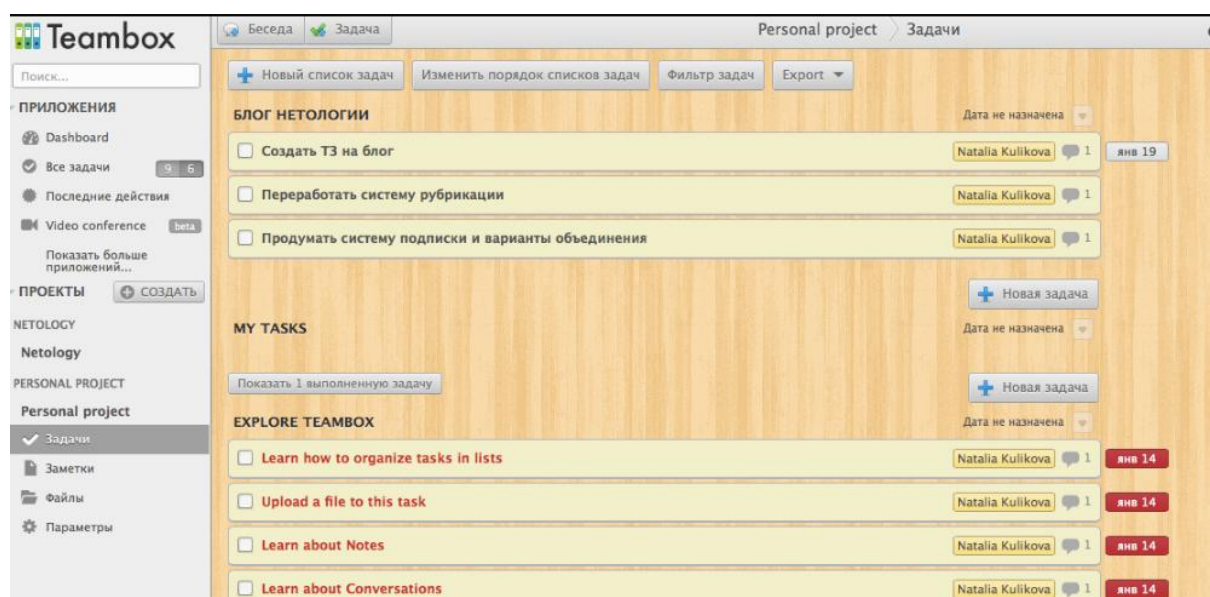 Teambox
Беседа Задача
Personal project Задачи
Поиск...
ПРИЛОЖЕНИЯ
Dashboard
Все задачи 9 6
Последние действия
Video conference beta
Показать больше
приложений...
ПРОЕКТЫ СОЗДАТЬ
NETOLOGY
Netology
PERSONAL PROJECT
Personal project
Задачи
Заметки
Файлы
Параметры
Новый список задач Изменить порядок списков задач Фильтр задач Export
БЛОГ НЕТОЛОГИИ Дата не назначена
Создать ТЗ на блог Natalia Kulikova 1 янв 19
Переработать систему рубрикации Natalia Kulikova 1
Продумать систему подписки и варианты объединения Natalia Kulikova 1
Новая задача
MY TASKS Дата не назначена
Показать 1 выполненную задачу Новая задача
EXPLORE TEAMBOX Дата не назначена
Learn how to organize tasks in lists Natalia Kulikova 1 янв 14
Upload a file to this task Natalia Kulikova 1 янв 14
Learn about Notes Natalia Kulikova 1 янв 14
Learn about Conversations Natalia Kulikova 1 янв 14